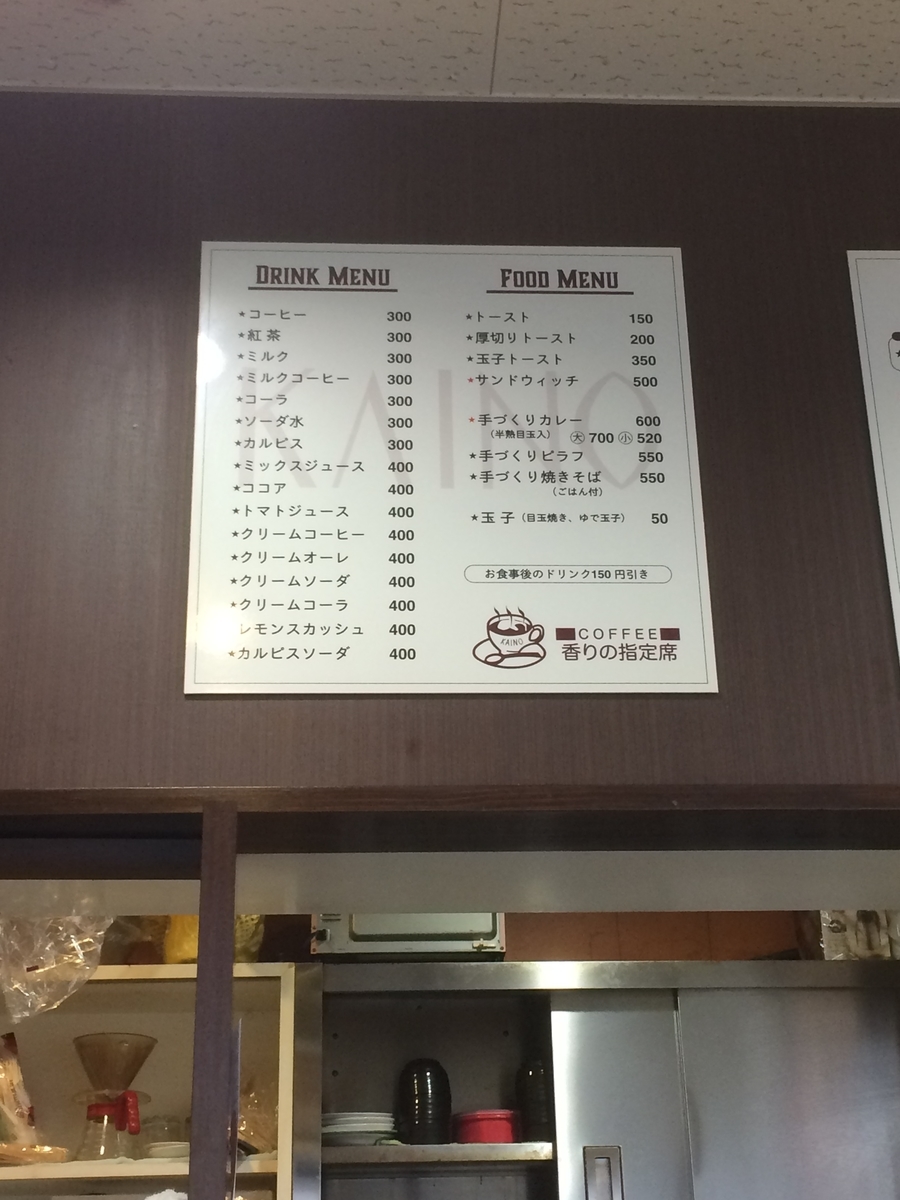 DRINK MENU
★コーヒー 300
★紅茶 300
★ミルク 300
★ミルクコーヒー 300
★コーラ 300
★ソーダ水 300
★カルピス 300
★ミックスジュース 400
★ココア 400
★トマトジュース 400
★クリームコーヒー 400
★クリームオーレ 400
★クリームソーダ 400
★クリームコーラ 400
レモンスカッシュ 400
★カルピスソーダ 400
FOOD MENU
★トースト 150
★厚切りトースト 200
★玉子トースト 350
★サンドウィッチ 500
★手づくりカレー 600
(半熟目玉入) 大 700 小 520
★手づくりピラフ 550
★手づくり焼きそば 550
(ごはん付)
★玉子(目玉焼き、ゆで玉子) 50
お食事後のドリンク150円引き
KAINO
COFFEE
香りの指定席
KAINO